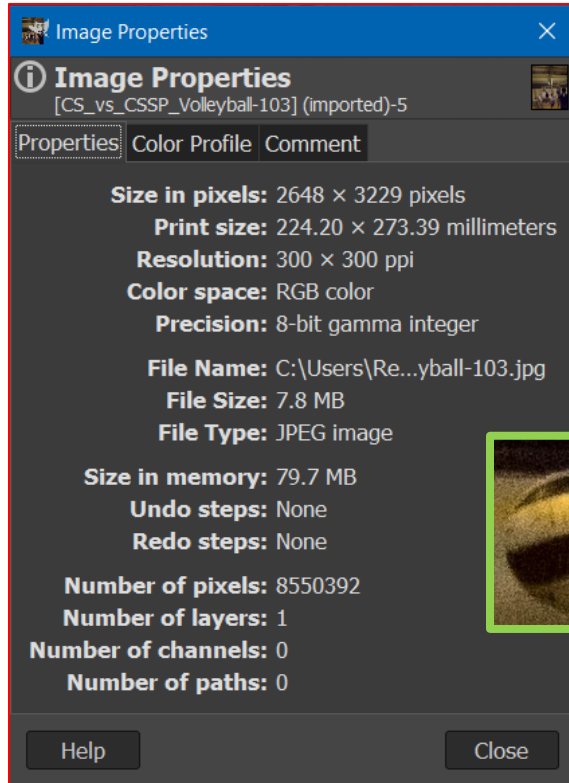 Image Properties
Image Properties
[CS_vs_CSSP_Volleyball-103] (imported)-5
Properties Color Profile Comment
Size in pixels: 2648 × 3229 pixels
Print size: 224.20 × 273.39 millimeters
Resolution: 300 × 300 ppi
Color space: RGB color
Precision: 8-bit gamma integer
File Name: C:\Users\Re...yball-103.jpg
File Size: 7.8 MB
File Type: JPEG image
Size in memory: 79.7 MB
Undo steps: None
Redo steps: None
Number of pixels: 8550392
Number of layers: 1
Number of channels: 0
Number of paths: 0
Help Close